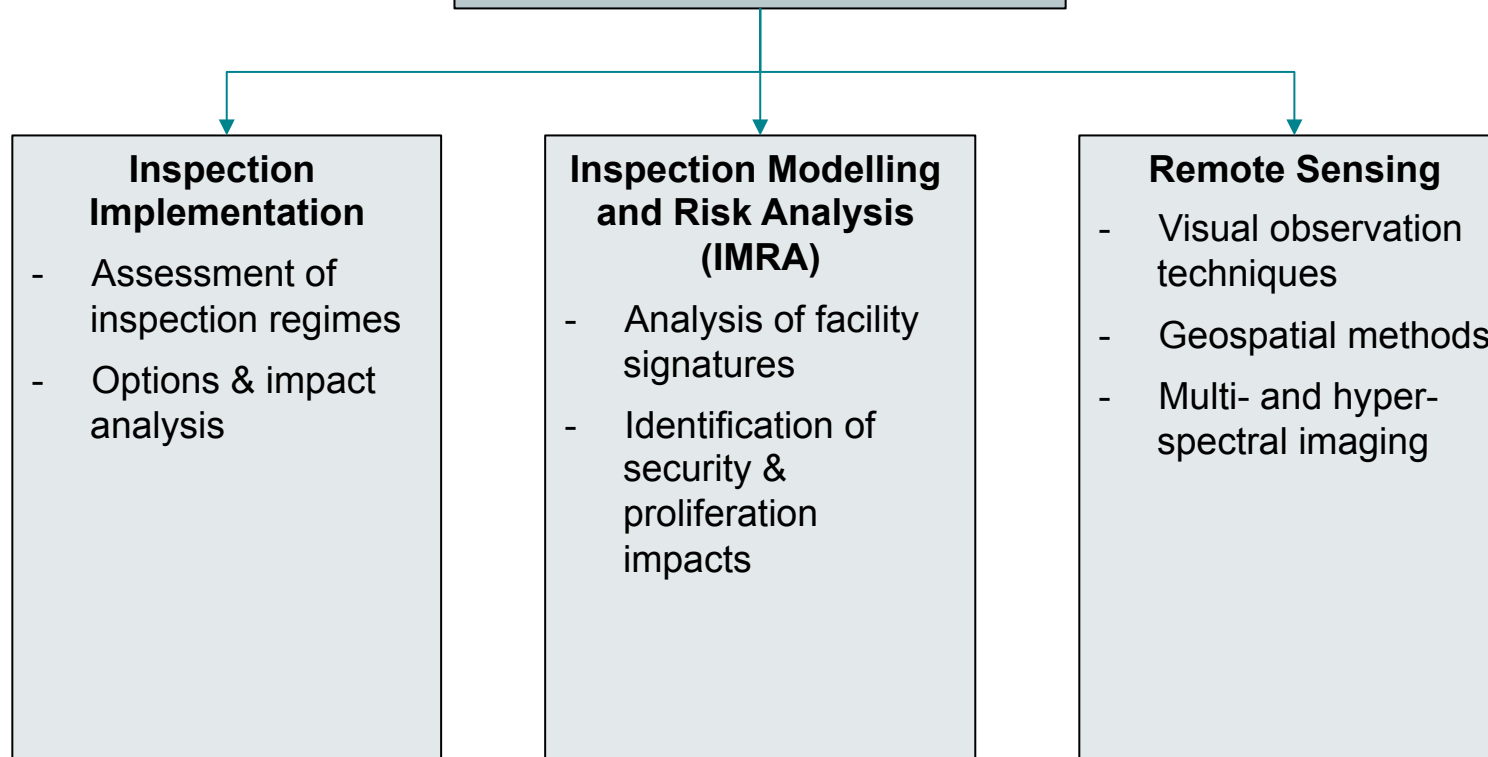 Inspection
Implementation
- Assessment of
inspection regimes
- Options & impact
analysis
Inspection Modelling
and Risk Analysis
(IMRA)
- Analysis of facility
signatures
- Identification of
security &
proliferation
impacts
Remote Sensing
- Visual observation
techniques
- Geospatial methods
- Multi- and hyper-
spectral imaging